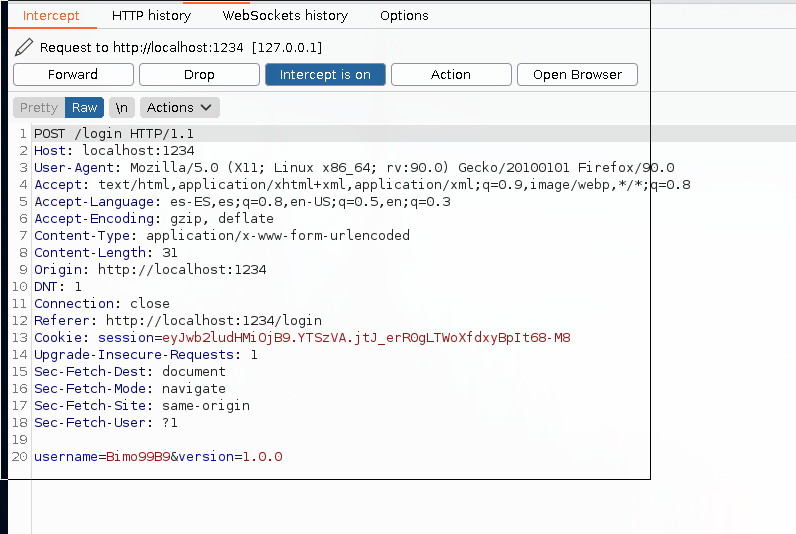 Intercept HTTP history WebSockets history Options
Request to http://localhost:1234 [127.0.0.1]
Forward Drop Intercept is on Action Open Browser
Pretty Raw \n Actions
1 POST /login HTTP/1.1
2 Host: localhost:1234
3 User-Agent: Mozilla/5.0 (X11; Linux x86_64; rv:90.0) Gecko/20100101 Firefox/90.0
4 Accept: text/html,application/xhtml+xml,application/xml;q=0.9,image/webp,*/*;q=0.8
5 Accept-Language: es-ES,es;q=0.8,en-US;q=0.5,en;q=0.3
6 Accept-Encoding: gzip, deflate
7 Content-Type: application/x-www-form-urlencoded
8 Content-Length: 31
9 Origin: http://localhost:1234
10 DNT: 1
11 Connection: close
12 Referer: http://localhost:1234/login
13 Cookie: session=eyJwb2ludHMiOjB9.YTSzVA.jtJ_erR0gLTWoXfdxyBpIt68-M8
14 Upgrade-Insecure-Requests: 1
15 Sec-Fetch-Dest: document
16 Sec-Fetch-Mode: navigate
17 Sec-Fetch-Site: same-origin
18 Sec-Fetch-User: ?1
19
20 username=Bimo99B9&version=1.0.0